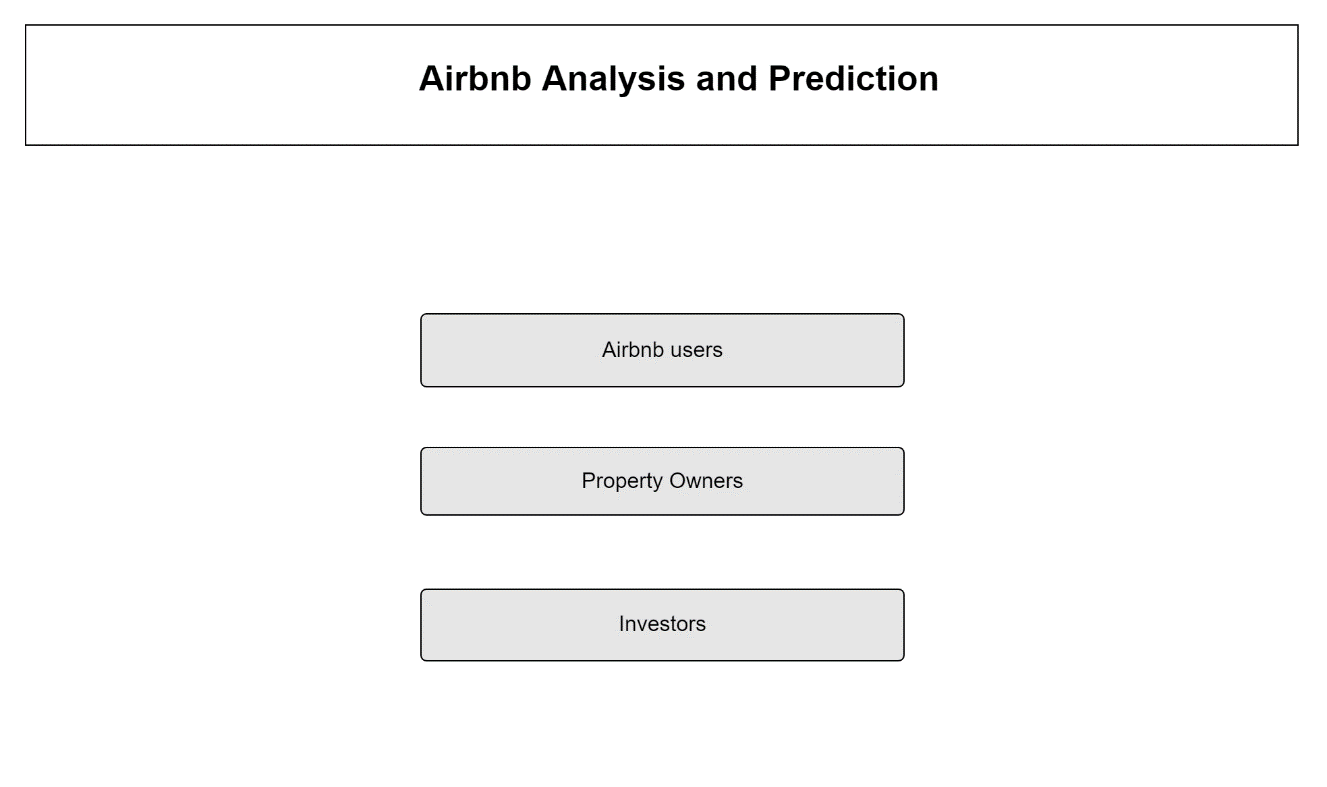 Airbnb Analysis and Prediction
Airbnb users
Property Owners
Investors